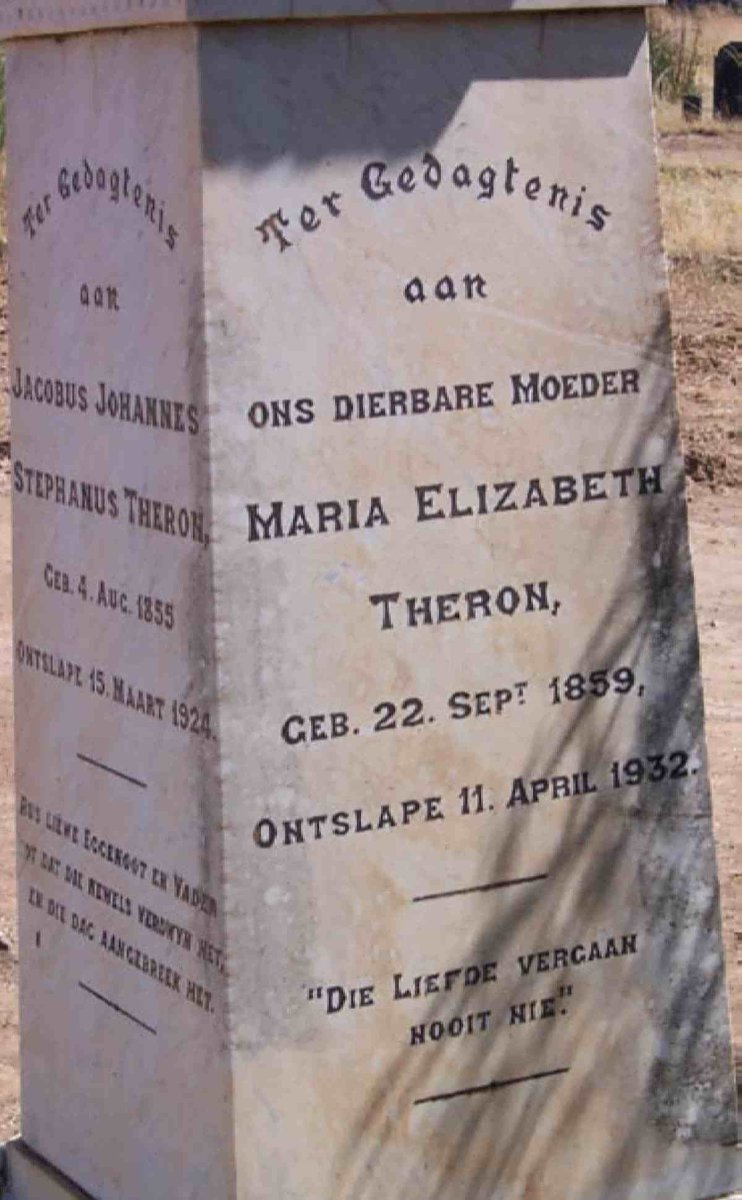 Ter Gedagtenis
aan
JACOBUS JOHANNES
STEPHANUS THERON,
GEB. 4. AUG. 1855
ONTSLAPE 15. MAART 1924.
RUS LIEWE EGGENOOT EN VADER
TOT DAT DIE NEWELS VERDWYN HET,
EN DIE DAG AANGEBREEK HET.
Ter Gedagtenis
aan
ONS DIERBARE MOEDER
MARIA ELIZABETH
THERON,
GEB. 22. SEPT 1859,
ONTSLAPE 11. APRIL 1932.
"DIE LIEFDE VERGAAN
NOOIT NIE."